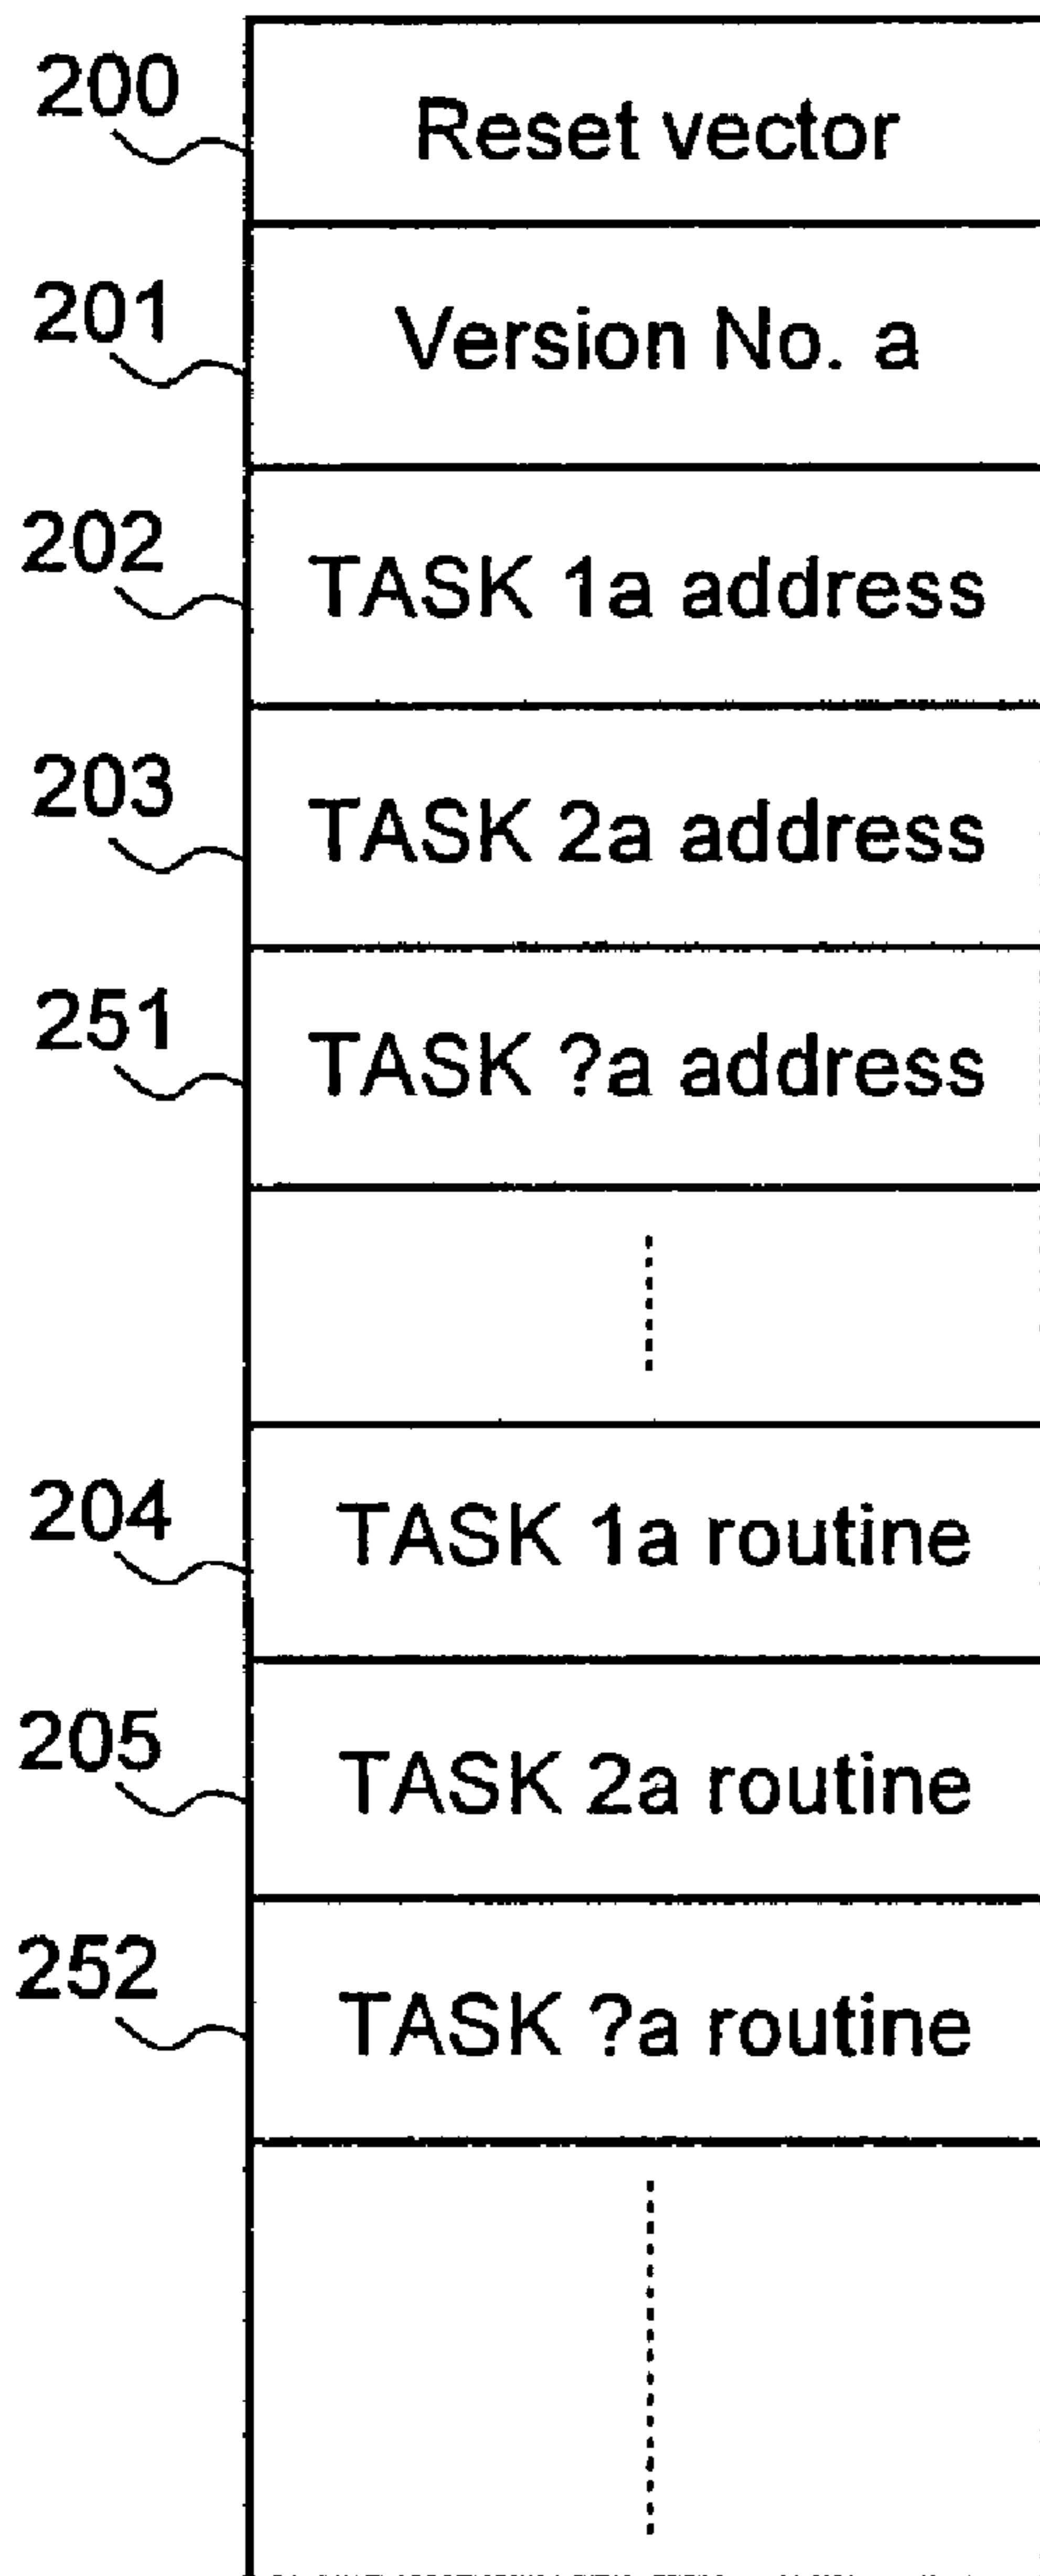 200
Reset vector
201
Version No. a
202
TASK 1a address
203
TASK 2a address
251
TASK ?a address
204
TASK 1a routine
205
TASK 2a routine
252
TASK ?a routine